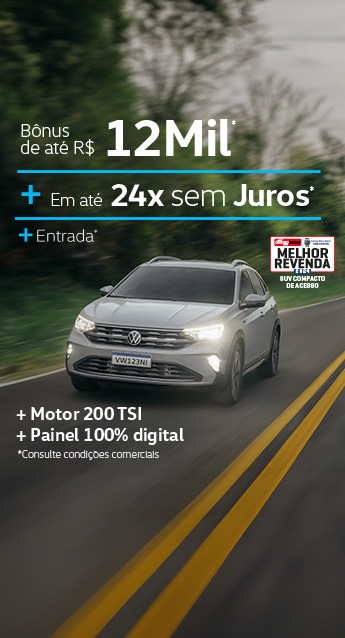 Bônus
de até R$ 12Mil*
+ Em até 24x sem Juros*
+ Entrada*
MELHOR
REVENDA
SUV COMPACTO
DE ACESSO
VW123NI
+ Motor 200 TSI
+ Painel 100% digital
*Consulte condições comerciais